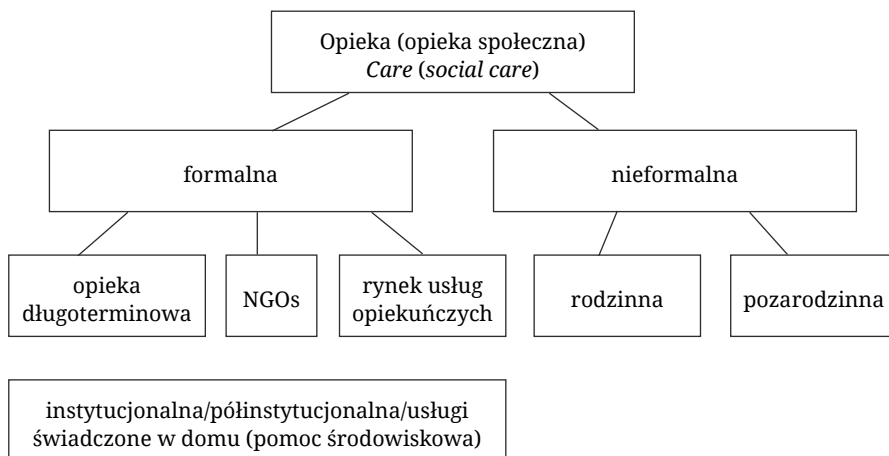 Opieka (opieka społeczna)
Care (social care)
formalna
nieformalna
opieka
długoterminowa
NGOs
rynek usług
opiekuńczych
rodzinna
pozarodzinna
instytucjonalna/półinstytucjonalna/usługi
świadczone w domu (pomoc środowiskowa)